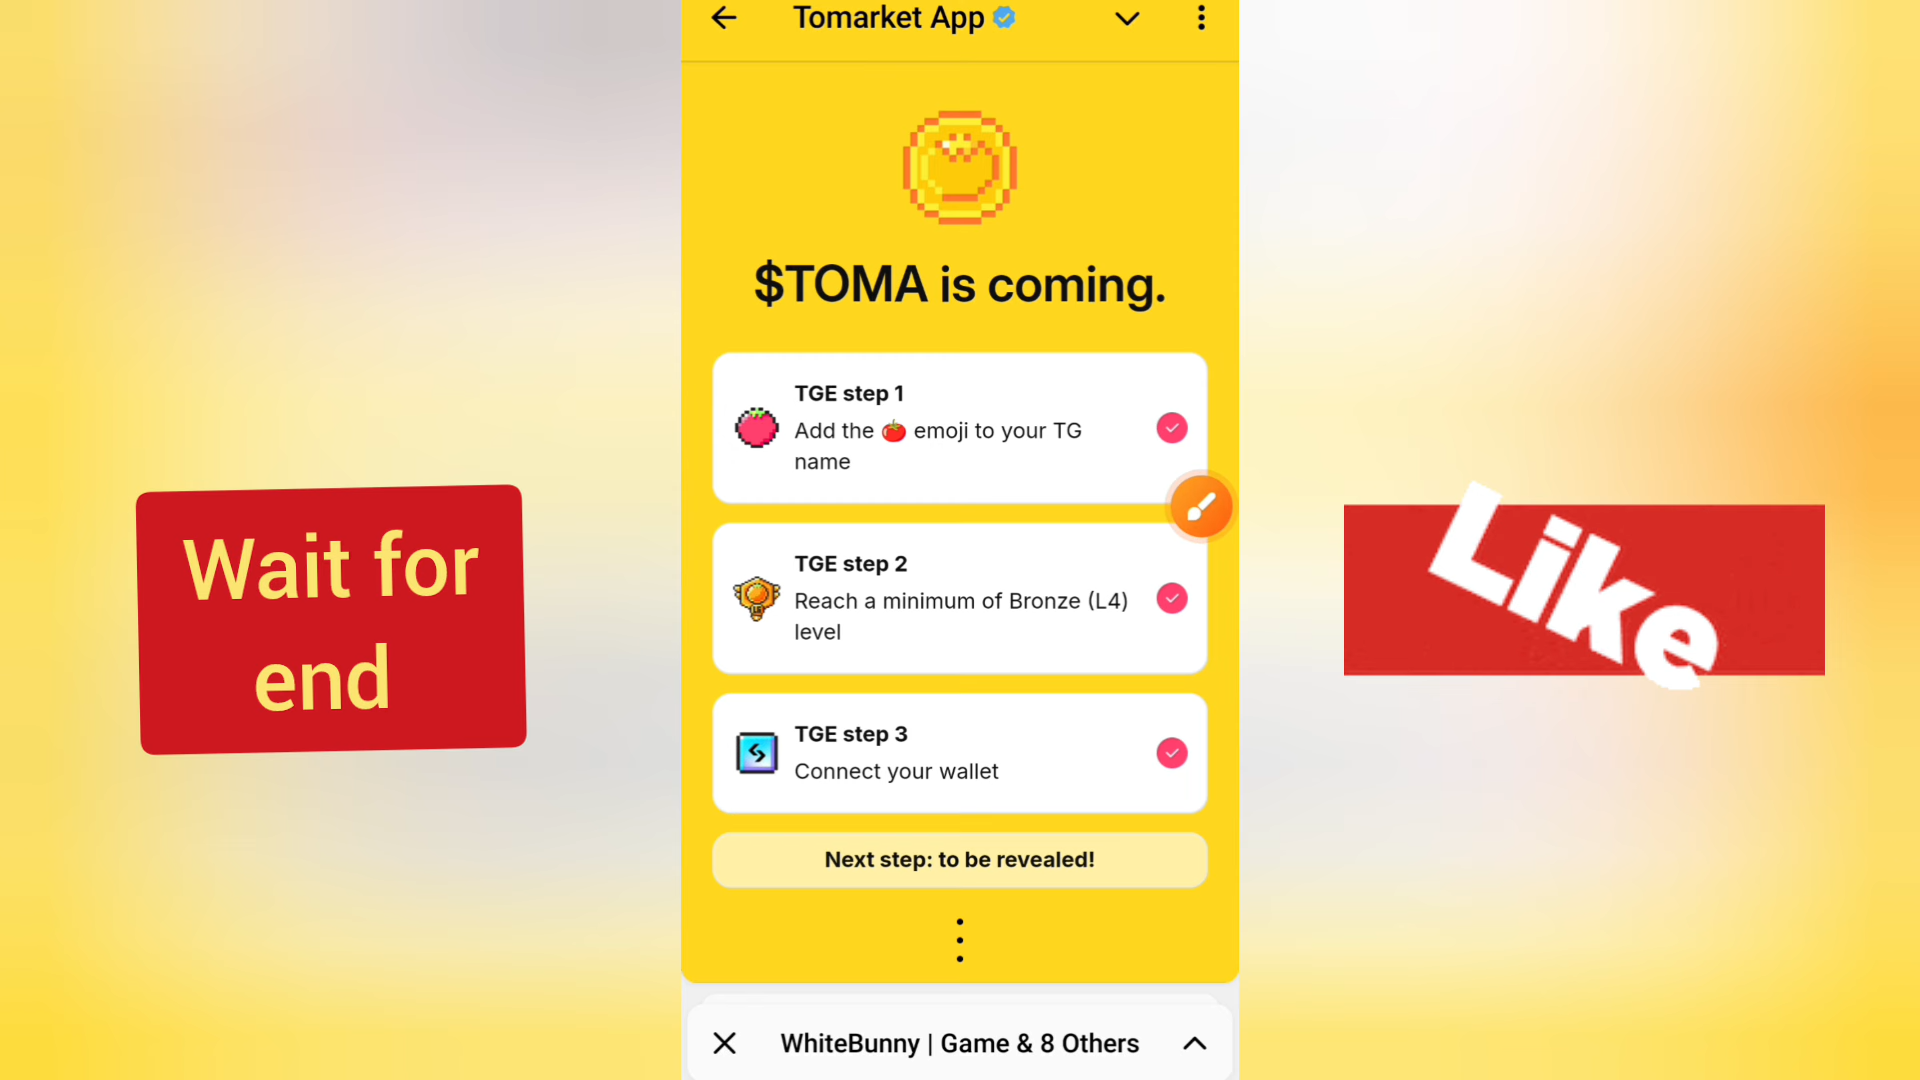 Tomarket App
$TOMA is coming.
TGE step 1
Add the 🍅 emoji to your TG
name
TGE step 2
Reach a minimum of Bronze (L4)
level
TGE step 3
Connect your wallet
Next step: to be revealed!
WhiteBunny | Game & 8 Others
Wait for
end
Like